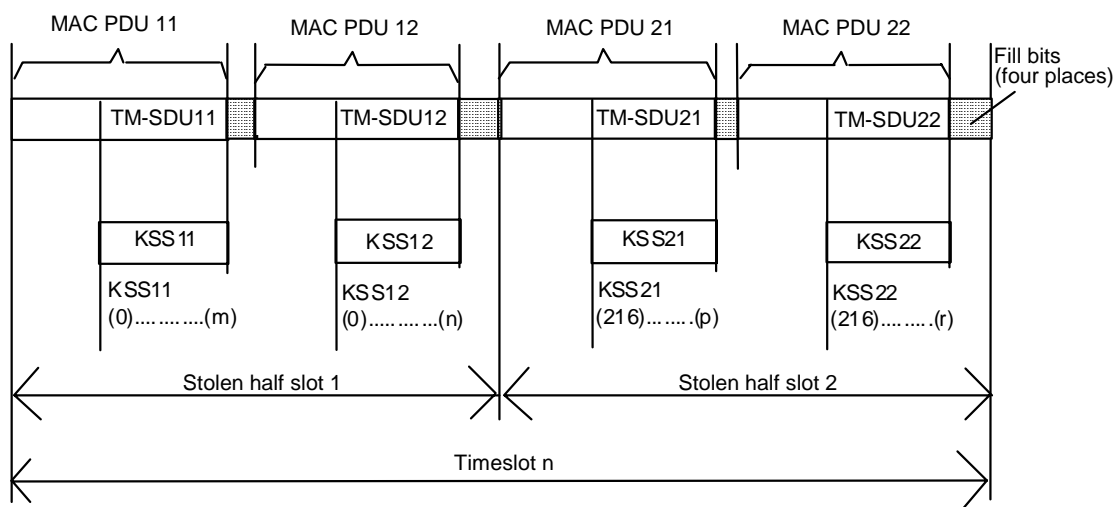 MAC PDU 11
MAC PDU 12
MAC PDU 21
MAC PDU 22
Fill bits
(four places)
TM-SDU11
TM-SDU12
TM-SDU21
TM-SDU22
KSS11
KSS12
KSS21
KSS22
KSS11
(0)...........(m)
KSS12
(0)...........(n)
KSS21
(216).......(p)
KSS22
(216).........(r)
Stolen half slot 1
Stolen half slot 2
Timeslot n